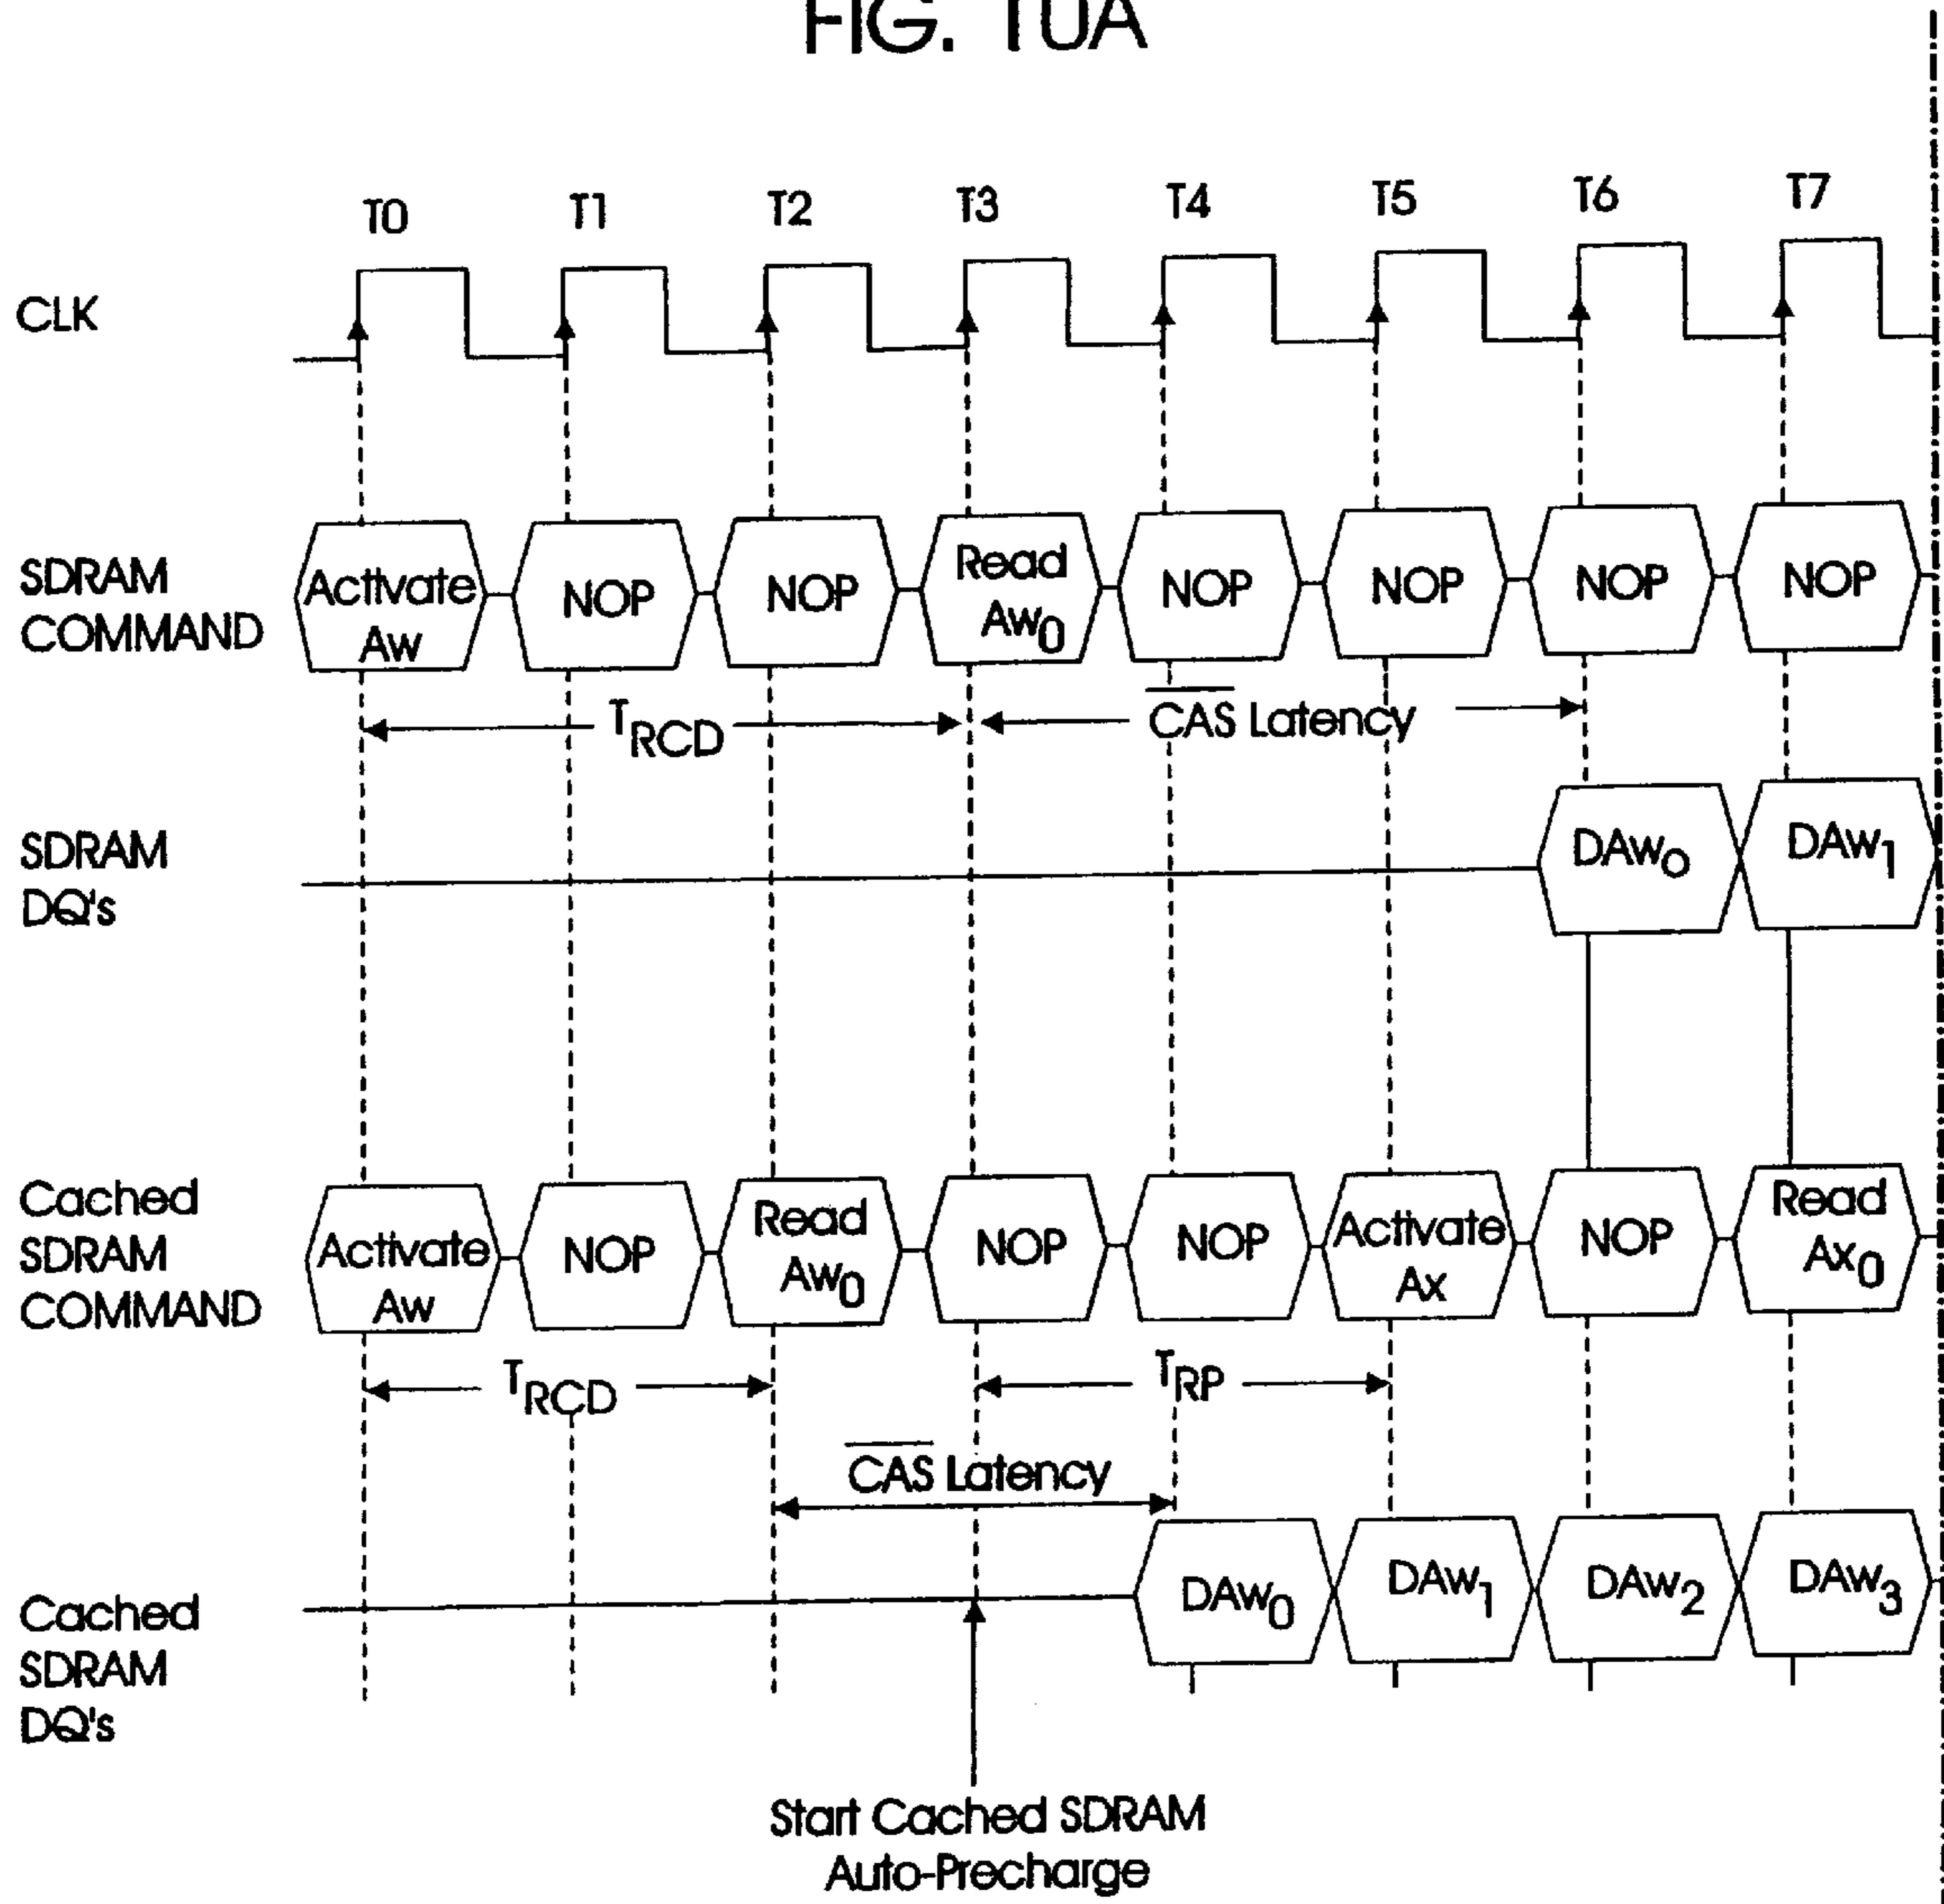 FIG. 10A
T0 T1 T2 T3 T4 T5 T6 T7
CLK
SDRAM
COMMAND
Activate
Aw
NOP
NOP
Read
Aw0
NOP
NOP
NOP
NOP
TRCD
CAS Latency
SDRAM
DQ's
DAw0
DAw1
Cached
SDRAM
COMMAND
Activate
Aw
NOP
Read
Aw0
NOP
NOP
Activate
Ax
NOP
Read
Ax0
TRCD
TRP
CAS Latency
Cached
SDRAM
DQ's
DAw0
DAw1
DAw2
DAw3
Start Cached SDRAM
Auto-Precharge